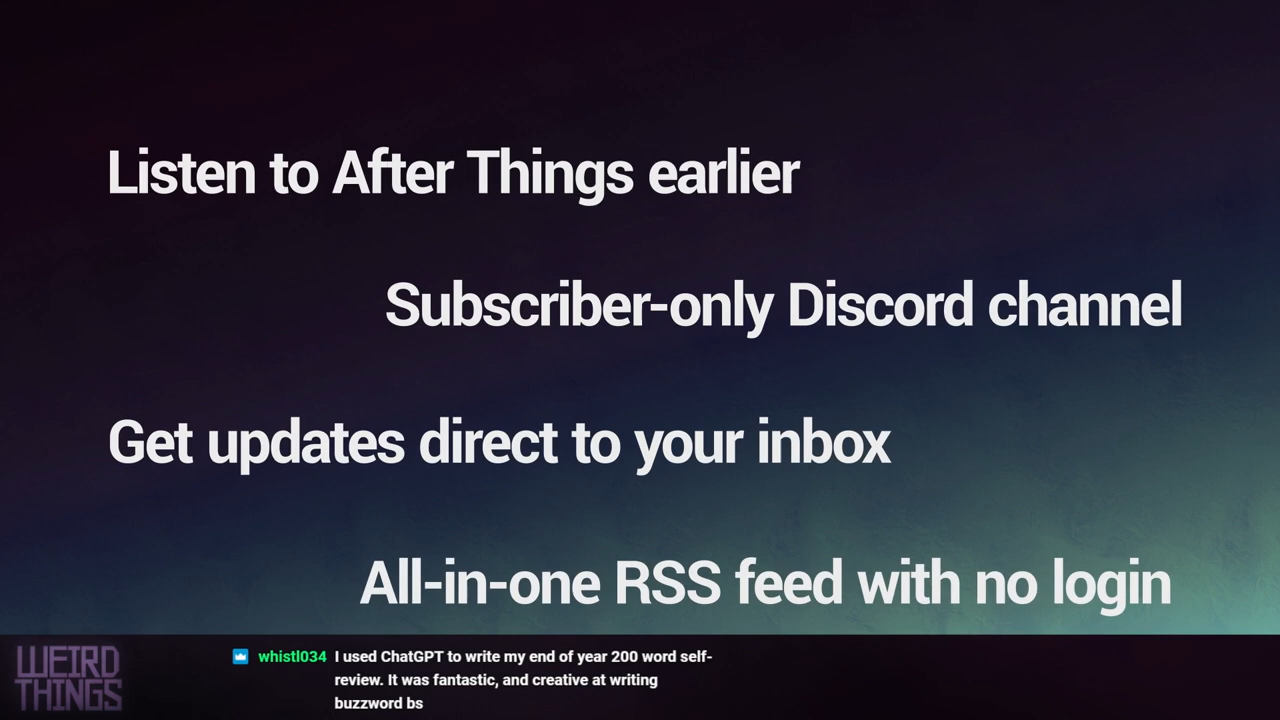 Listen to After Things earlier
Subscriber-only Discord channel
Get updates direct to your inbox
All-in-one RSS feed with no login
WEIRD
THINGS
whistl034 I used ChatGPT to write my end of year 200 word self-
review. It was fantastic, and creative at writing
buzzword bs